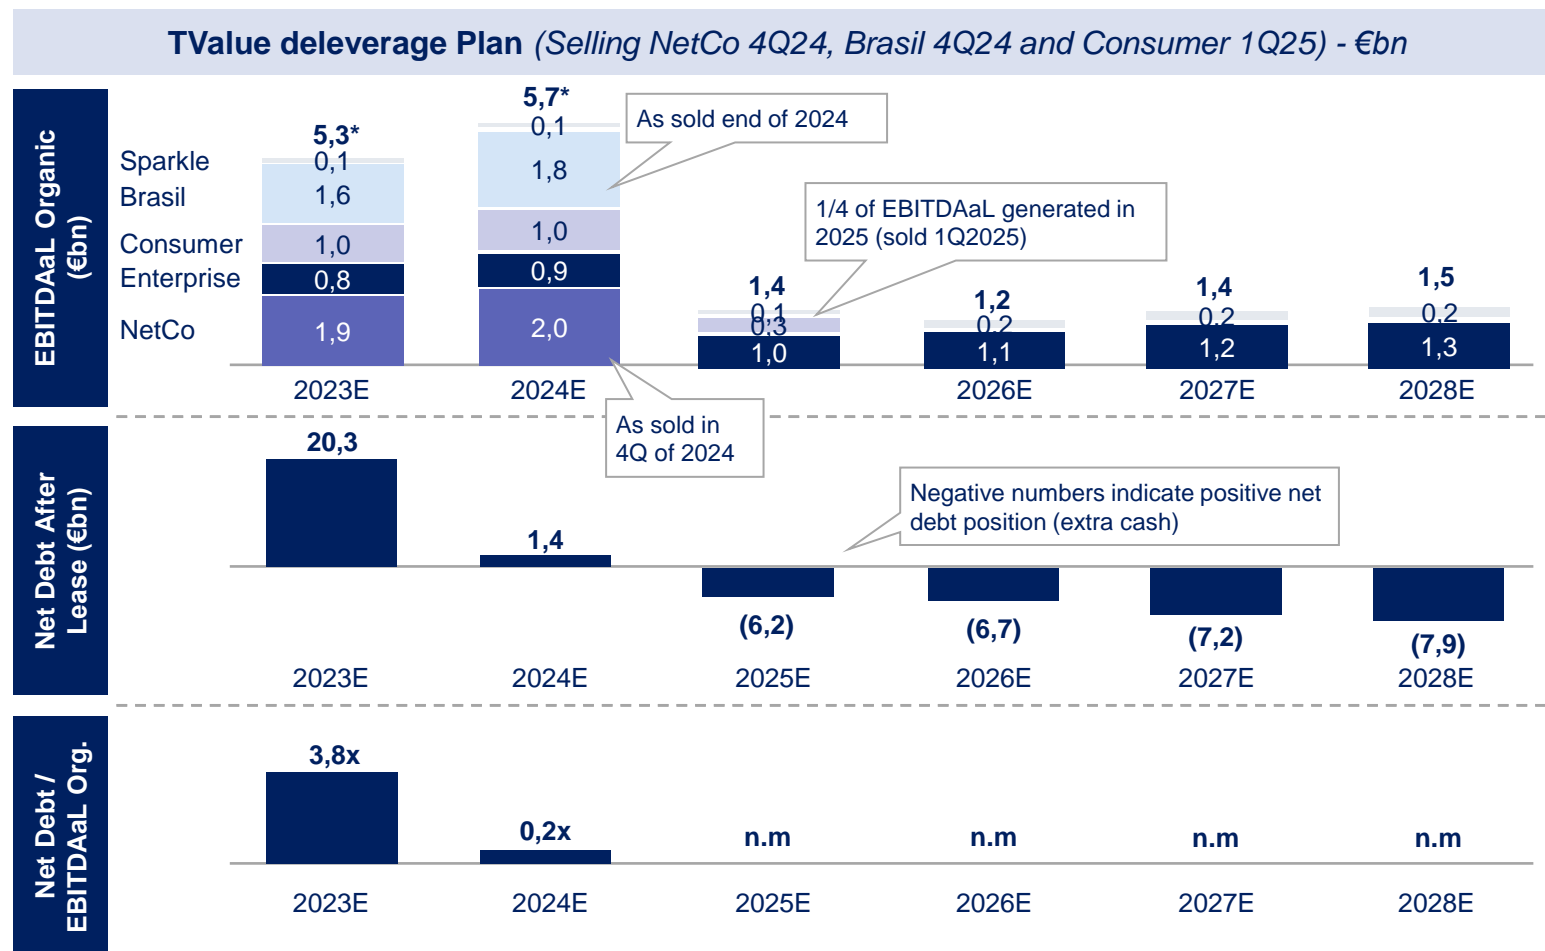 TValue deleverage Plan (Selling NetCo 4Q24, Brasil 4Q24 and Consumer 1Q25) - €bn
EBITDAaL Organic
(€bn)
Sparkle
Brasil
Consumer
Enterprise
NetCo
5,3*
0,1
1,6
1,0
0,8
1,9
5,7*
0,1
1,8
1,0
0,9
2,0
As sold end of 2024
1/4 of EBITDAaL generated in
2025 (sold 1Q2025)
1,4
0,1
0,3
1,0
1,2
0,2
1,1
1,4
0,2
1,2
1,5
0,2
1,3
2023E
2024E
2026E
2027E
2028E
As sold in
4Q of 2024
Net Debt After
Lease (€bn)
20,3
1,4
(6,2)
(6,7)
(7,2)
(7,9)
Negative numbers indicate positive net
debt position (extra cash)
2023E
2024E
2025E
2026E
2027E
2028E
Net Debt /
EBITDAaL Org.
3,8x
0,2x
n.m
n.m
n.m
n.m
2023E
2024E
2025E
2026E
2027E
2028E